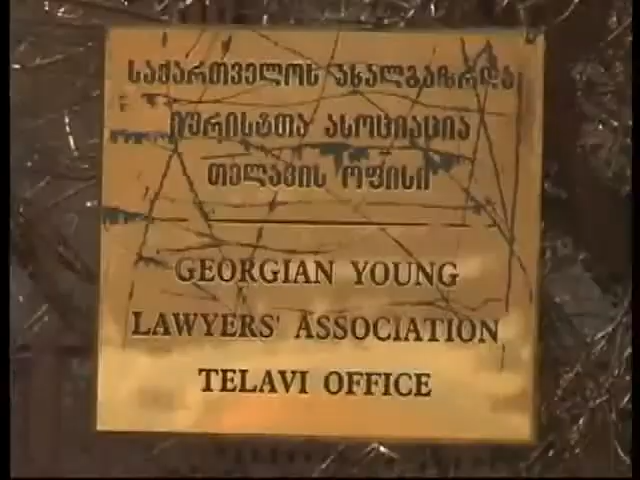 საქართველოს ახალგაზრდა
იურისტთა ასოციაცია
თელავის ოფისი
GEORGIAN YOUNG
LAWYERS' ASSOCIATION
TELAVI OFFICE